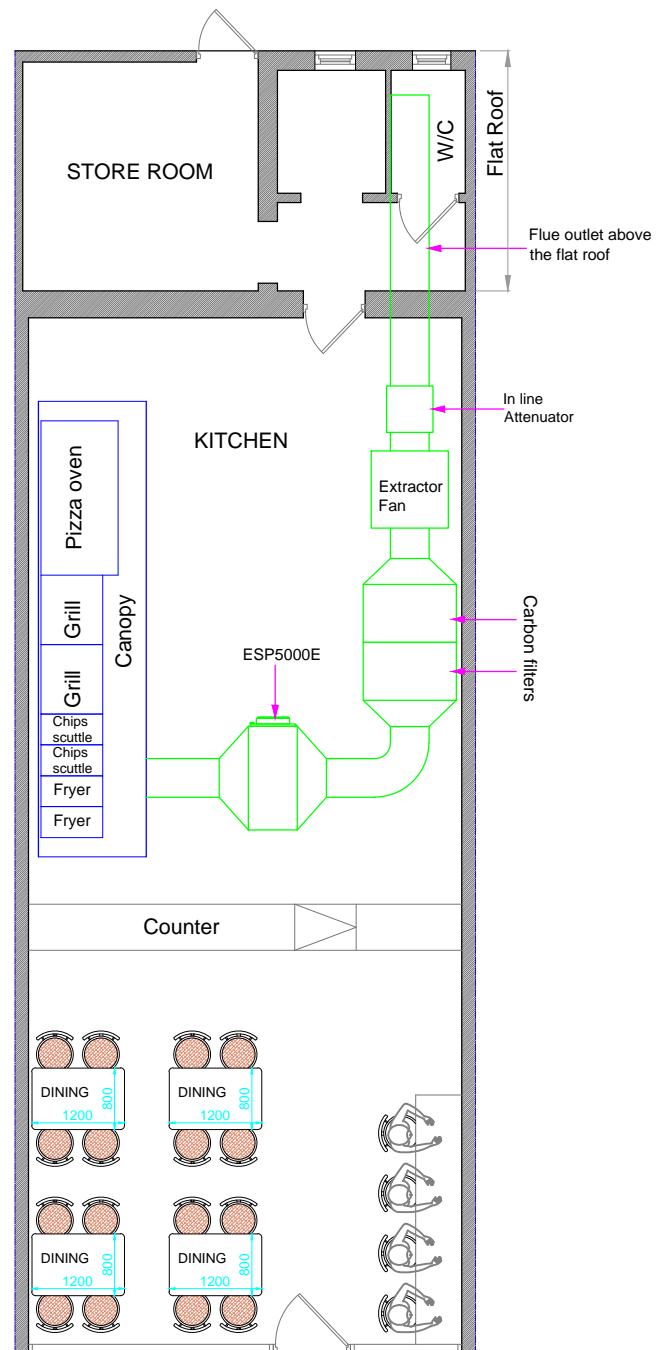 STORE ROOM
W/C
Flat Roof
Flue outlet above
the flat roof
In line
Attenuator
KITCHEN
Extractor
Fan
Pizza oven
Grill
Grill
Canopy
Chips
scuttle
Chips
scuttle
Fryer
Fryer
ESP5000E
Carbon filters
Counter
DINING
1200
800
DINING
1200
800
DINING
1200
800
DINING
1200
800